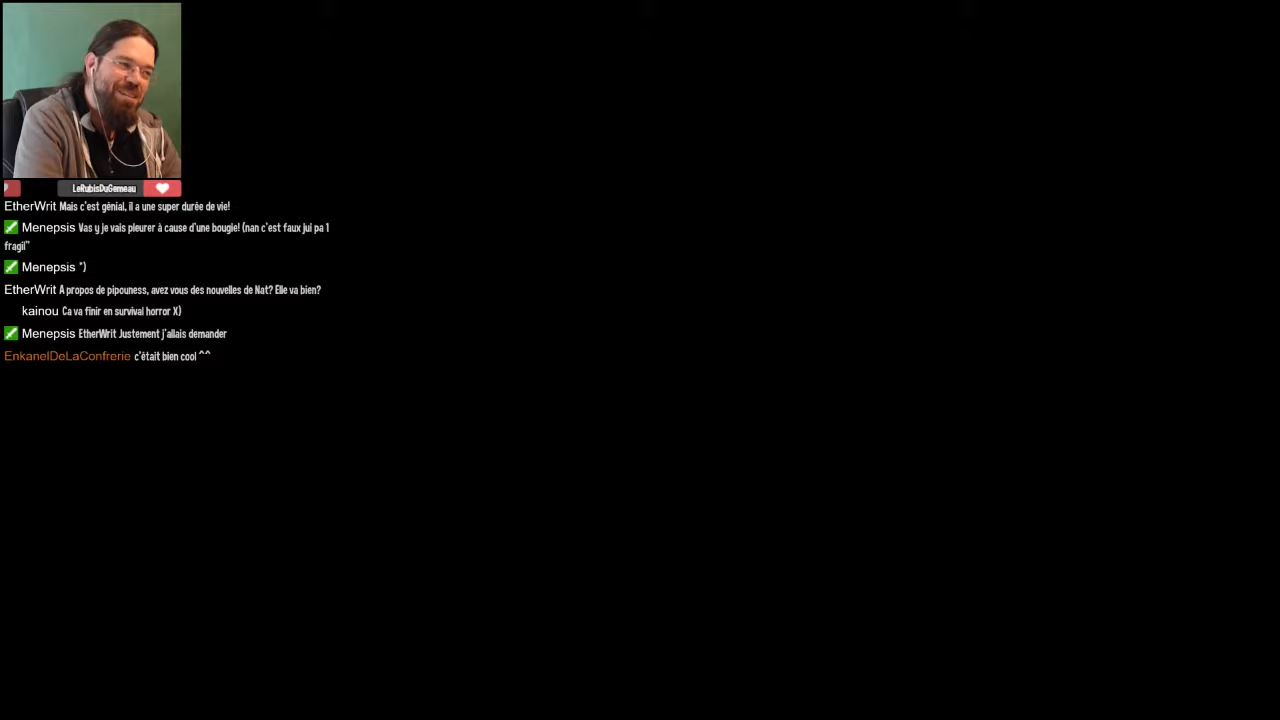 LeRubisDuGemeau
EtherWrit Mais c'est génial, il a une super durée de vie!
Menepsis Vas y je vais pleurer à cause d'une bougie! (nan c'est faux jui pa 1
fragil"
Menepsis *)
EtherWrit A propos de pipouness, avez vous des nouvelles de Nat? Elle va bien?
kainou Ca va finir en survival horror X)
Menepsis EtherWrit Justement j'allais demander
EnkanelDeLaConfrerie c'était bien cool ^^